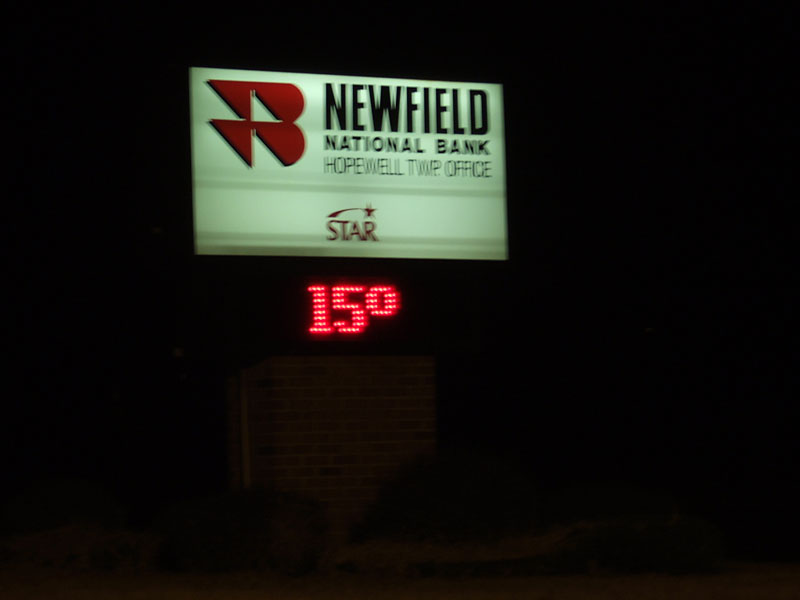 NEWFIELD
NATIONAL BANK
HOPEWELL TWP. OFFICE
STAR
15°